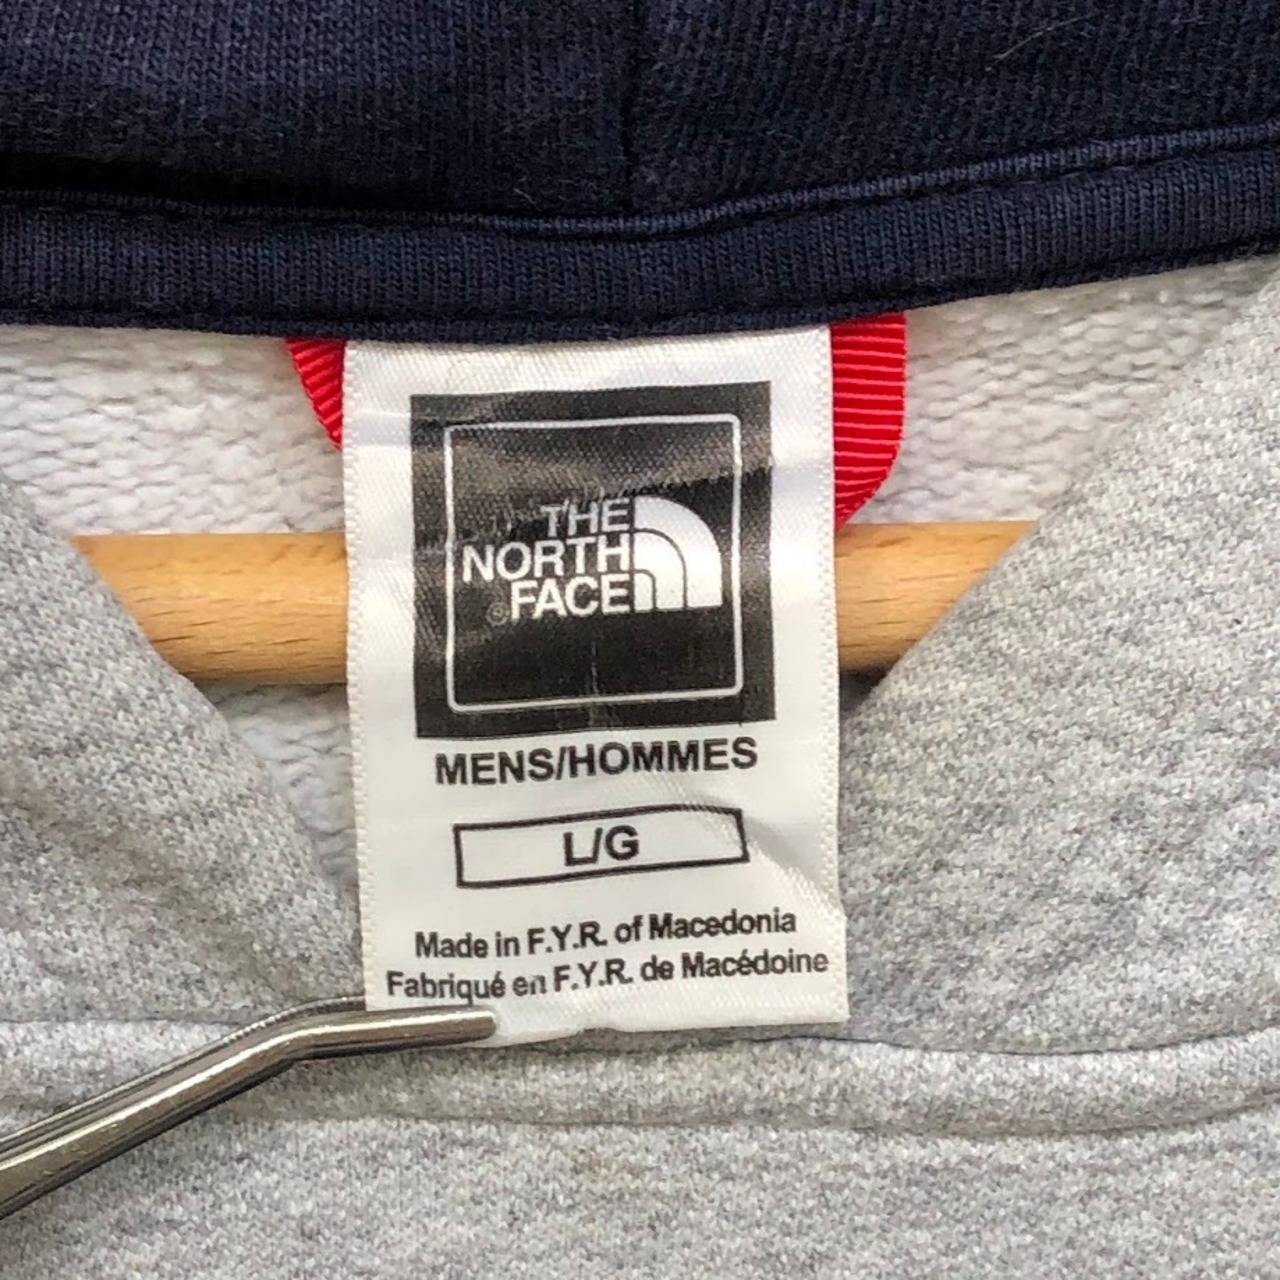 THE
NORTH
FACE
MENS/HOMMES
L/G
Made in F.Y.R. of Macedonia
Fabriqué en F.Y.R. de Macédoine